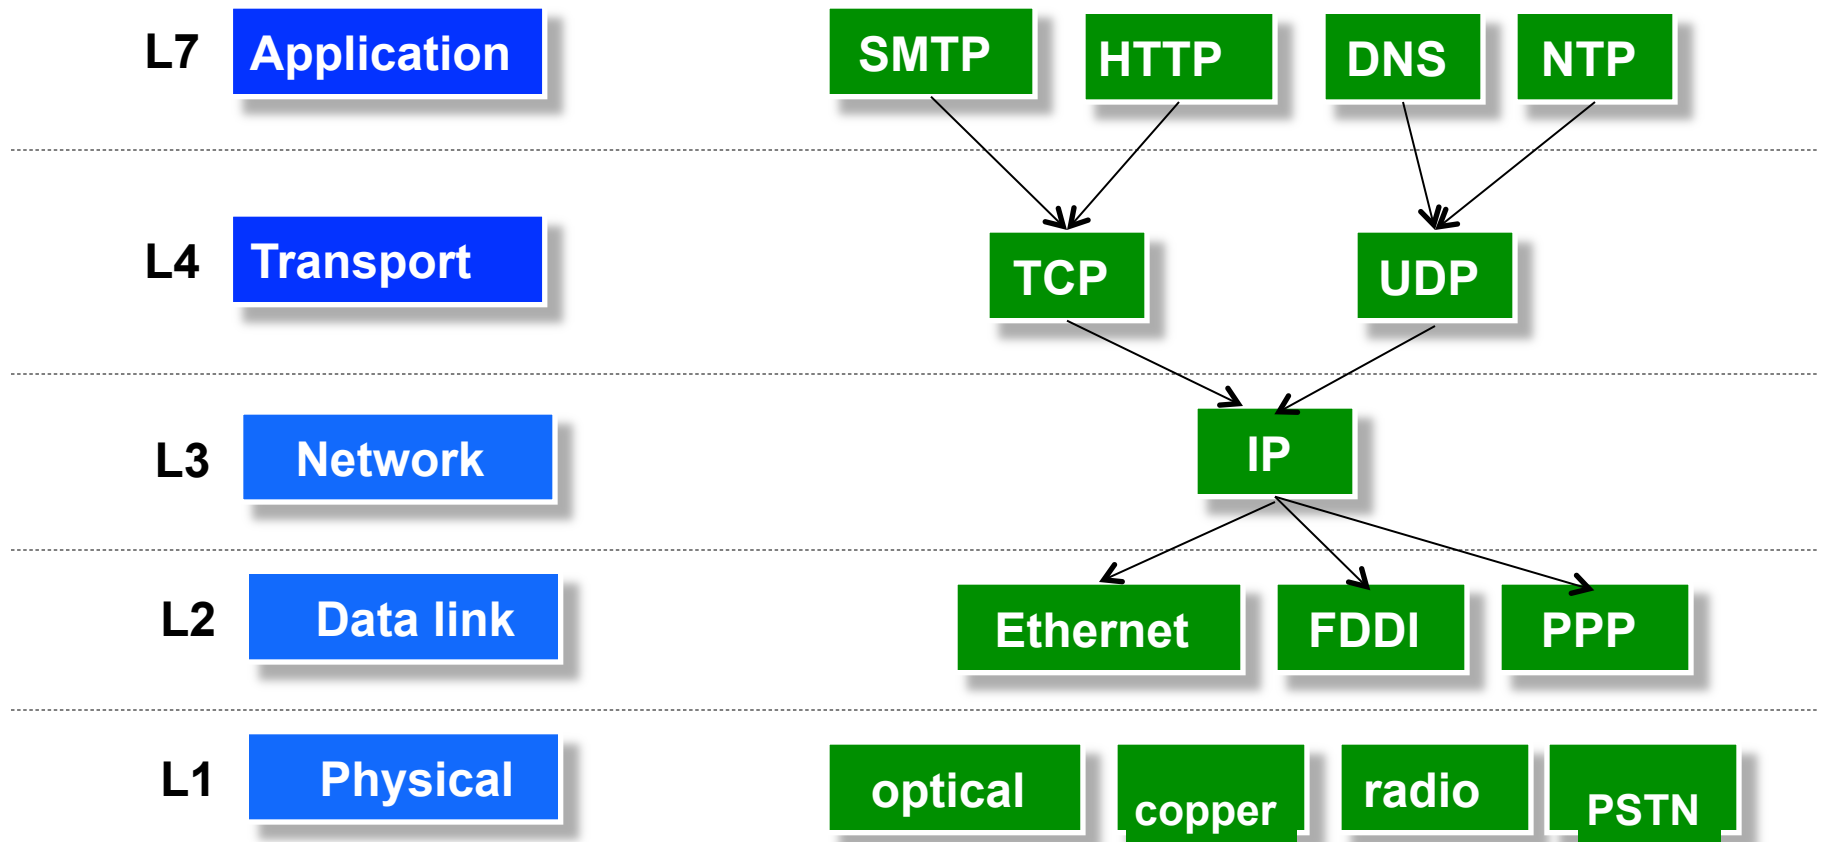 L7 Application SMTP HTTP DNS NTP
L4 Transport TCP UDP
L3 Network IP
L2 Data link Ethernet FDDI PPP
L1 Physical optical copper radio PSTN